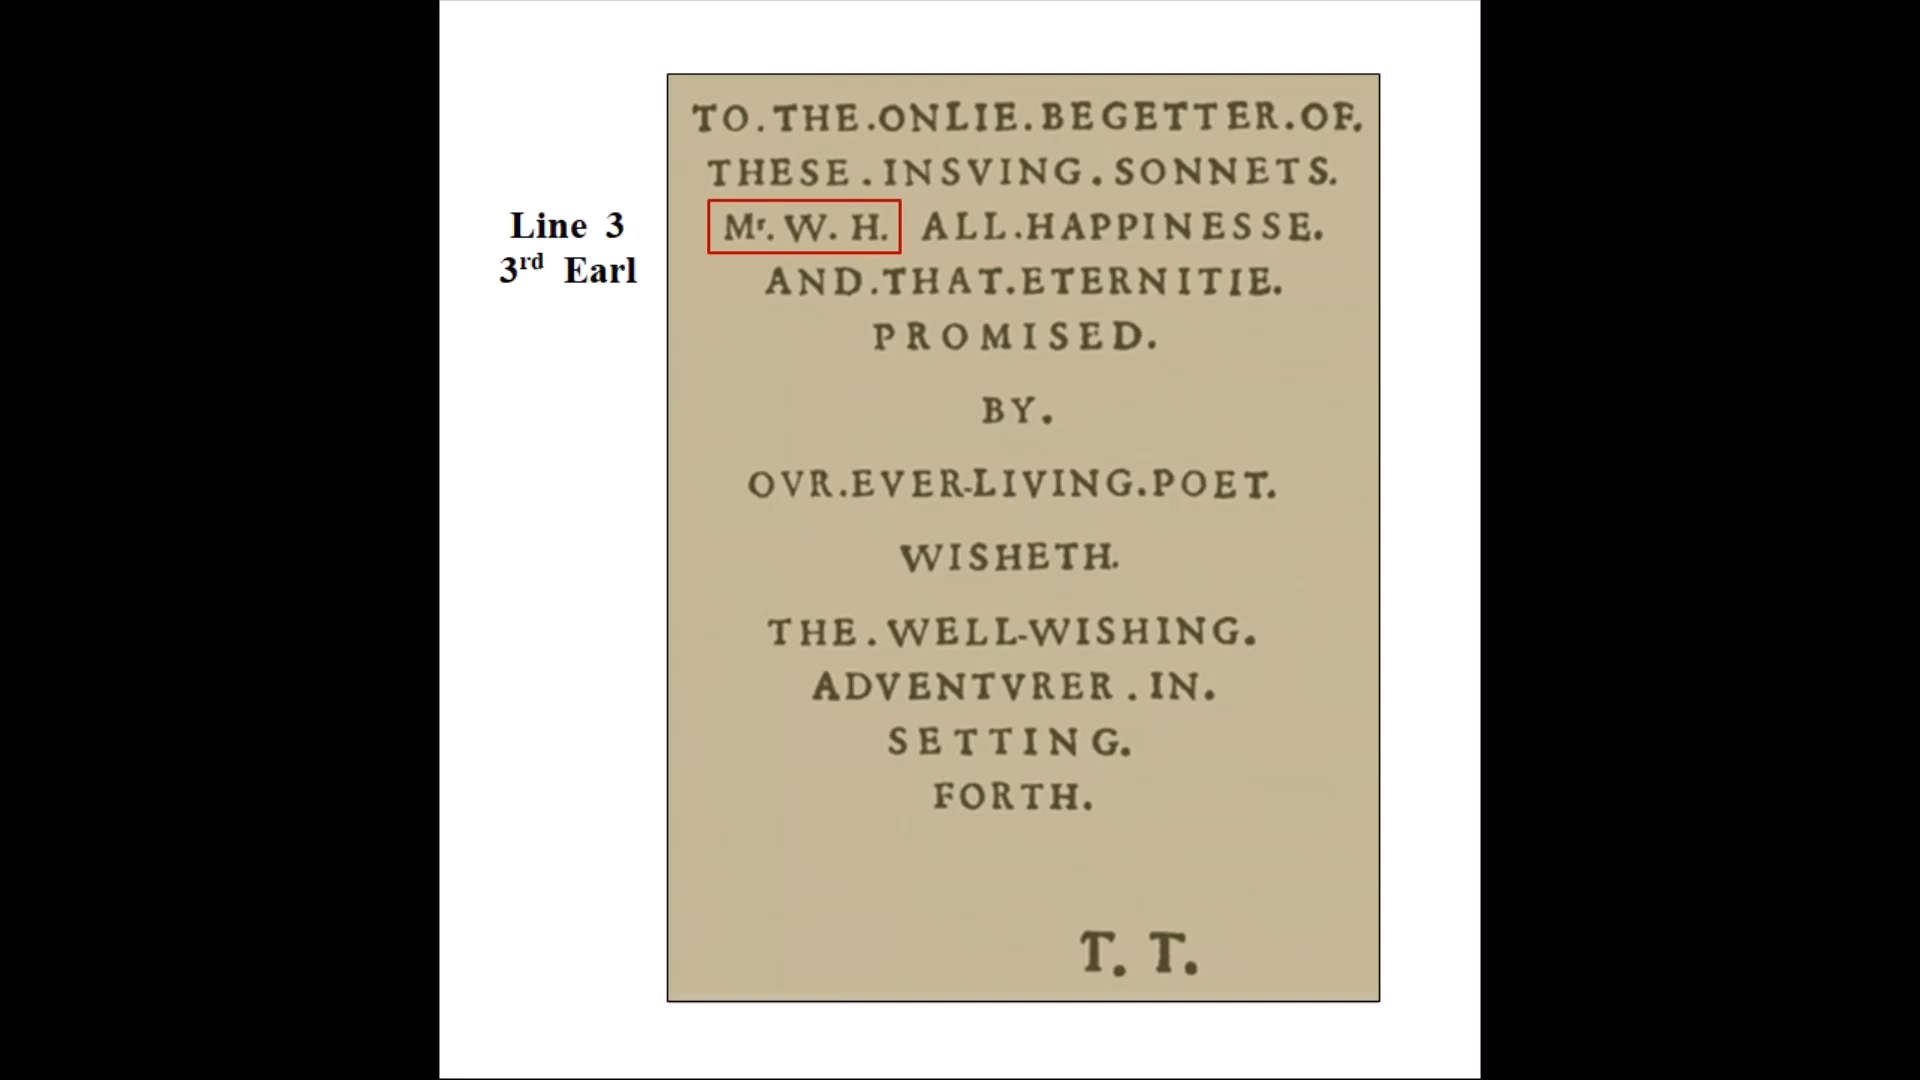 Line 3
3rd Earl
TO.THE.ONLIE.BEGETTER.OF.
THESE.INSVING.SONNETS.
Mr. W. H. ALL.HAPPINESSE.
AND.THAT.ETERNITIE.
PROMISED.
BY.
OVR.EVER-LIVING.POET.
WISHETH.
THE.WELL-WISHING.
ADVENTVRER.IN.
SETTING.
FORTH.
T. T.